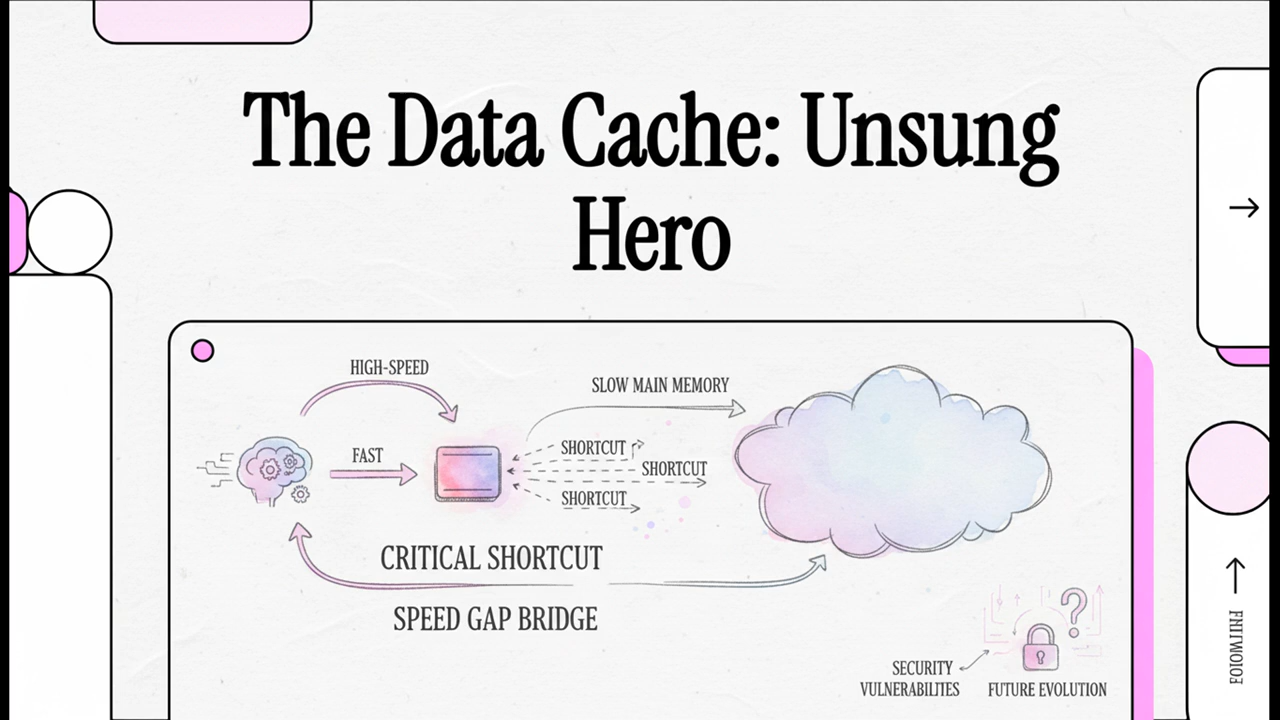 The Data Cache: Unsung
Hero
HIGH-SPEED
SLOW MAIN MEMORY
FAST
SHORTCUT
SHORTCUT
SHORTCUT
CRITICAL SHORTCUT
SPEED GAP BRIDGE
SECURITY
VULNERABILITIES
FUTURE EVOLUTION